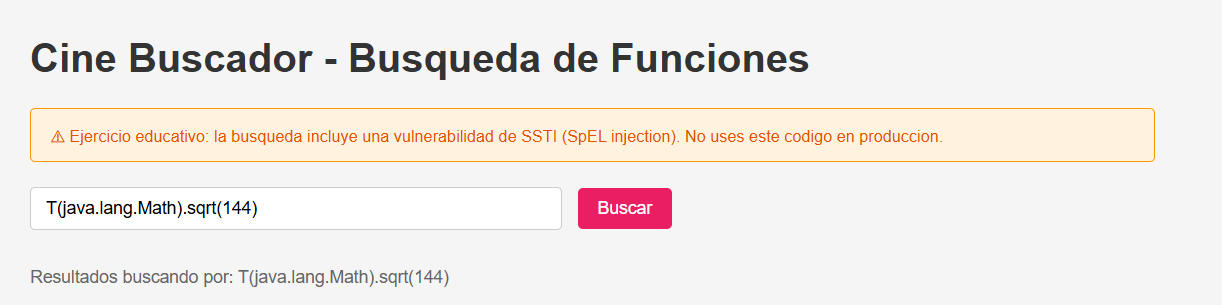 Cine Buscador - Busqueda de Funciones
⚠ Ejercicio educativo: la busqueda incluye una vulnerabilidad de SSTI (SpEL injection). No uses este codigo en produccion.
T(java.lang.Math).sqrt(144) Buscar
Resultados buscando por: T(java.lang.Math).sqrt(144)